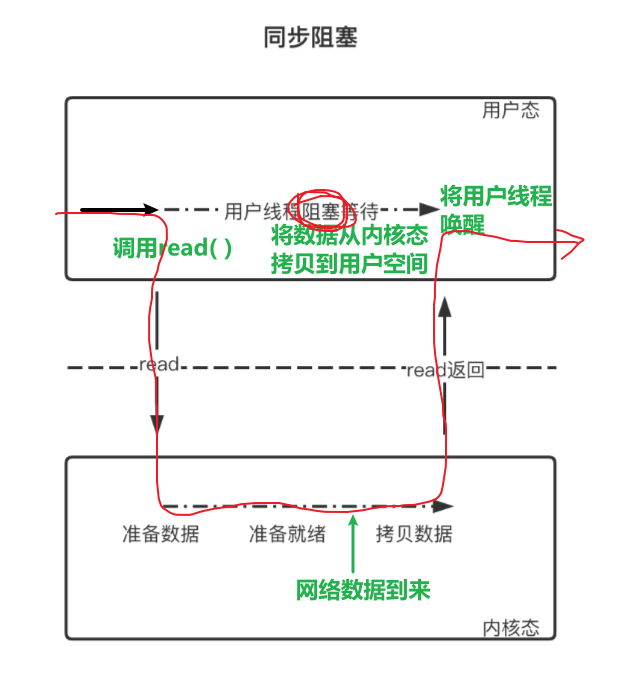 同步阻塞
用户态
用户线程阻塞等待
将用户线程
唤醒
调用read( )
将数据从内核态
拷贝到用户空间
read
read返回
准备数据
准备就绪
拷贝数据
网络数据到来
内核态